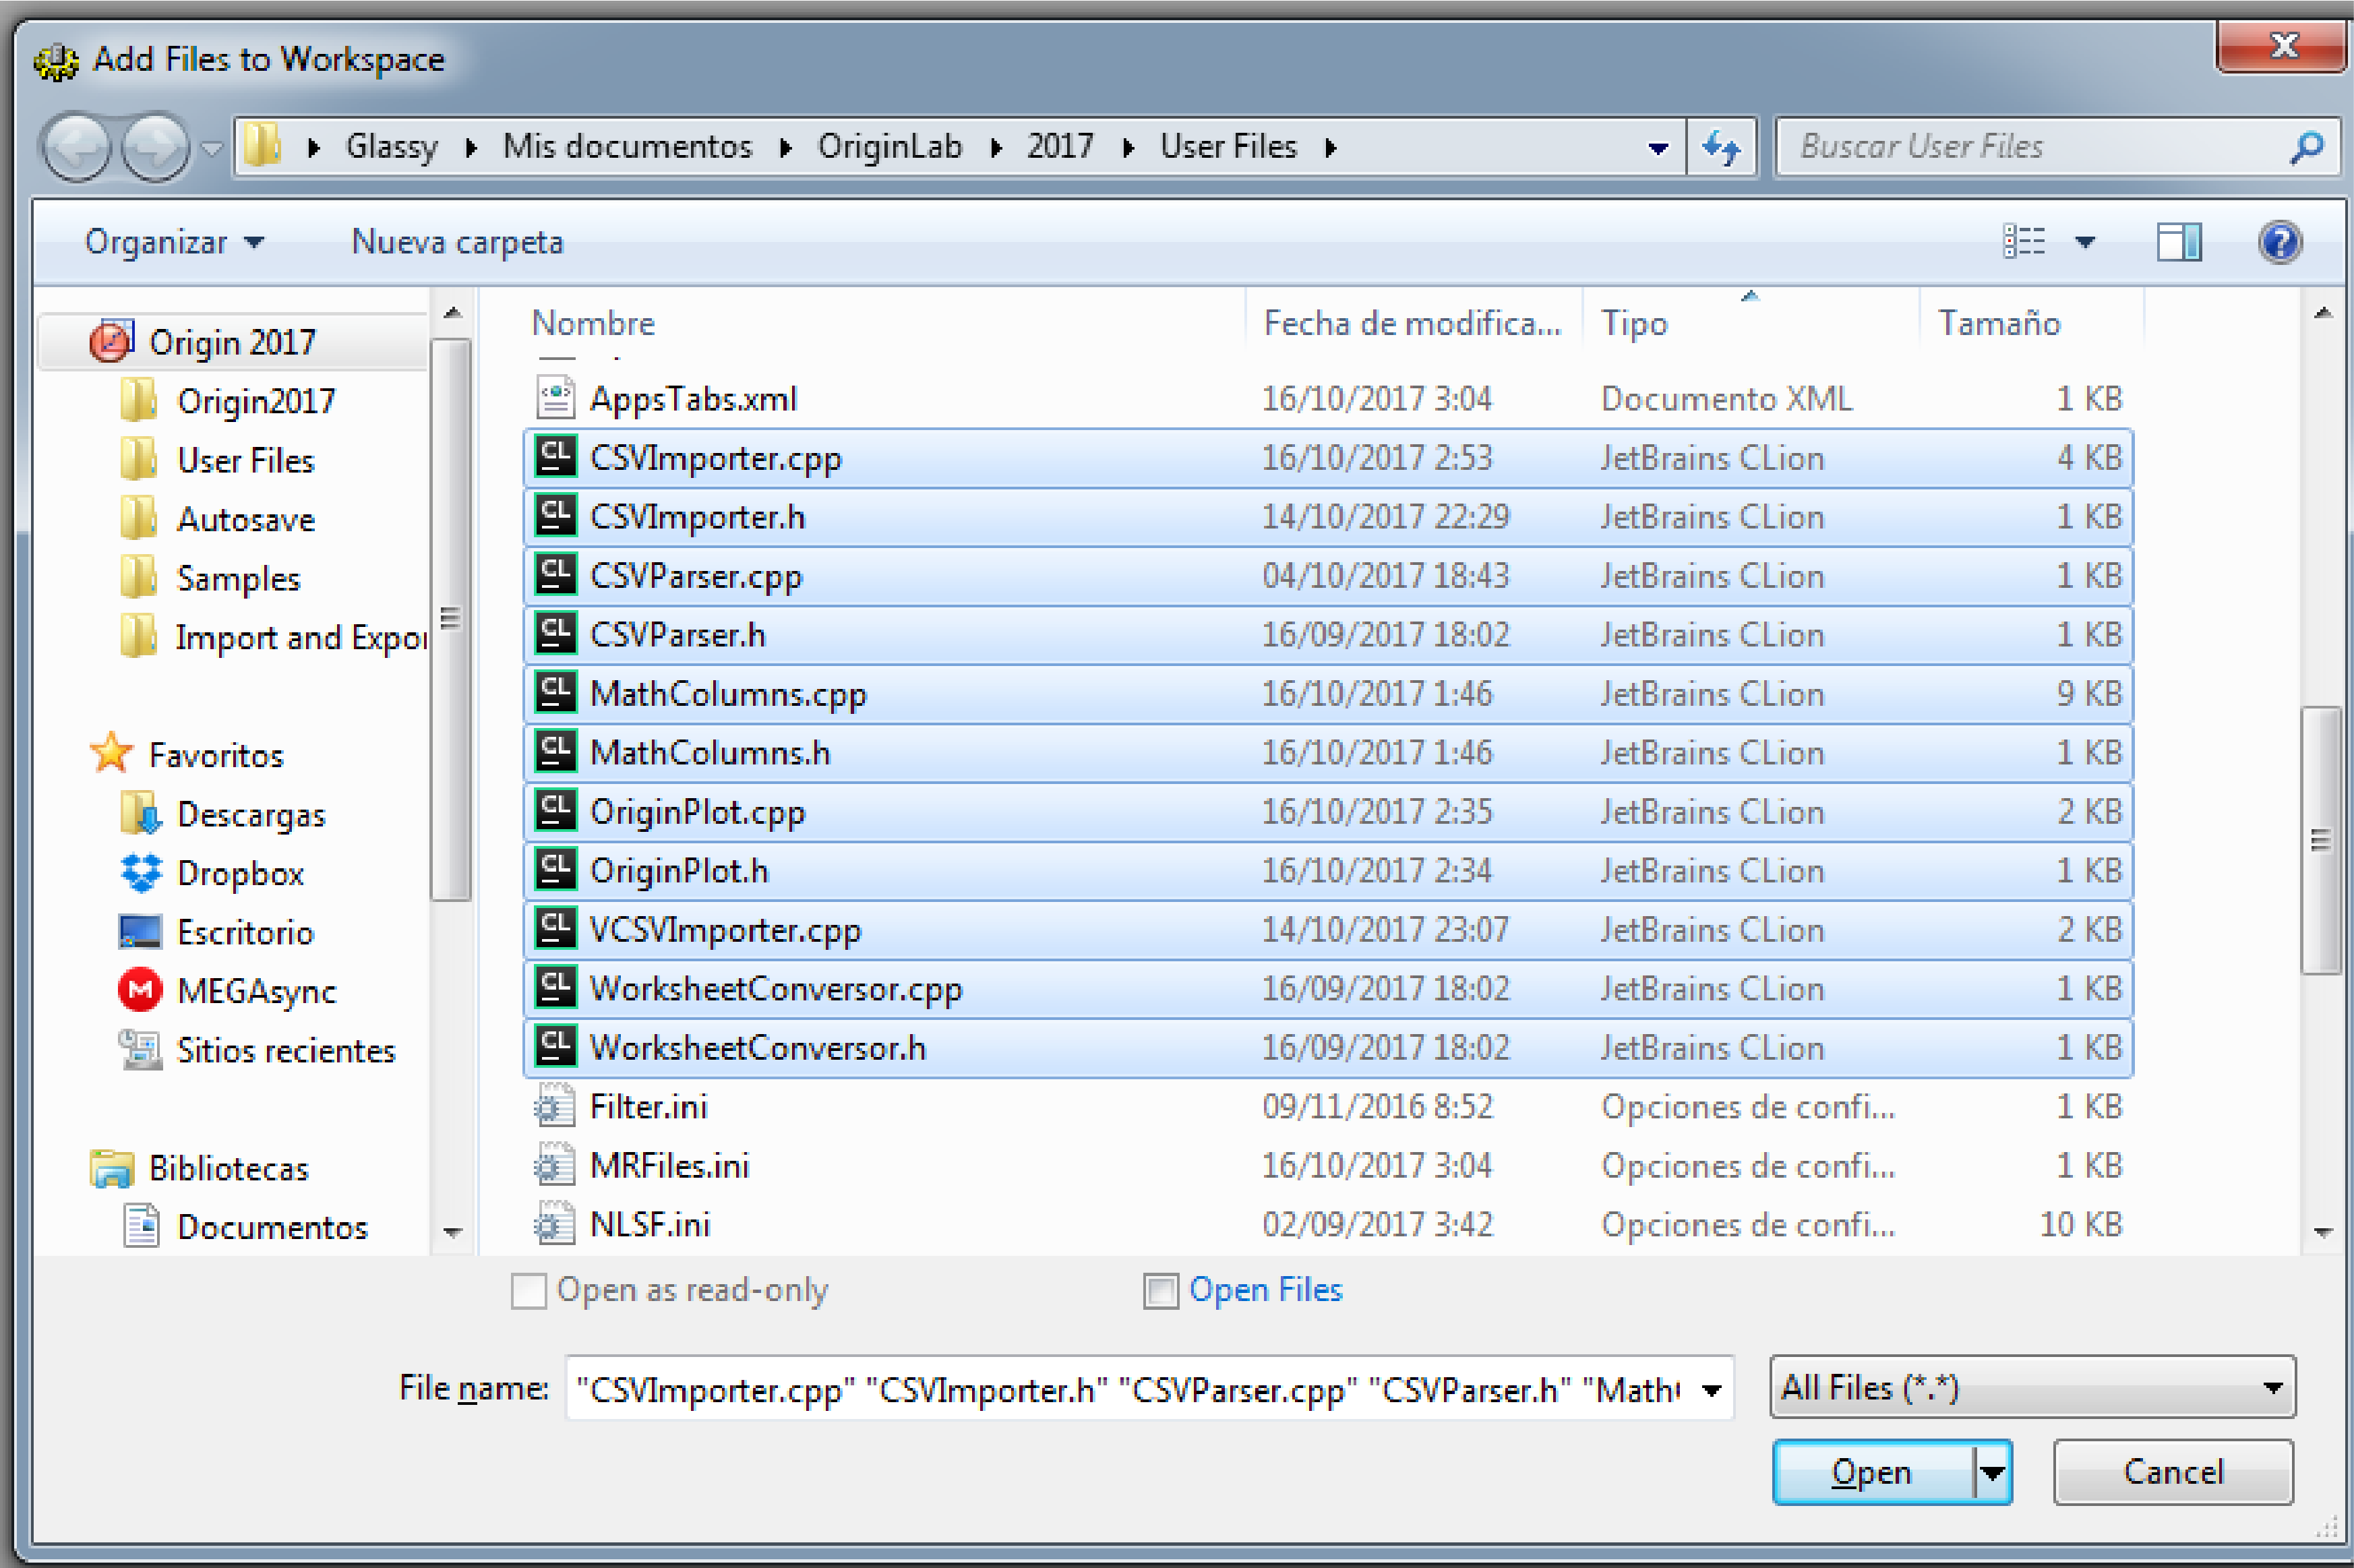 Add Files to Workspace
Glassy Mis documentos OriginLab 2017 User Files Buscar User Files
Organizar Nueva carpeta
Nombre Fecha de modifica... Tipo Tamaño
Origin 2017
Origin2017
User Files
Autosave
Samples
Import and Expor
Favoritos
Descargas
Dropbox
Escritorio
MEGAsync
Sitios recientes
Bibliotecas
Documentos
AppsTabs.xml 16/10/2017 3:04 Documento XML 1 KB
CSVImporter.cpp 16/10/2017 2:53 JetBrains CLion 4 KB
CSVImporter.h 14/10/2017 22:29 JetBrains CLion 1 KB
CSVParser.cpp 04/10/2017 18:43 JetBrains CLion 1 KB
CSVParser.h 16/09/2017 18:02 JetBrains CLion 1 KB
MathColumns.cpp 16/10/2017 1:46 JetBrains CLion 9 KB
MathColumns.h 16/10/2017 1:46 JetBrains CLion 1 KB
OriginPlot.cpp 16/10/2017 2:35 JetBrains CLion 2 KB
OriginPlot.h 16/10/2017 2:34 JetBrains CLion 1 KB
VCSVImporter.cpp 14/10/2017 23:07 JetBrains CLion 2 KB
WorksheetConversor.cpp 16/09/2017 18:02 JetBrains CLion 1 KB
WorksheetConversor.h 16/09/2017 18:02 JetBrains CLion 1 KB
Filter.ini 09/11/2016 8:52 Opciones de confi... 1 KB
MRFiles.ini 16/10/2017 3:04 Opciones de confi... 1 KB
NLSF.ini 02/09/2017 3:42 Opciones de confi... 10 KB
Open as read-only Open Files
File name: "CSVImporter.cpp" "CSVImporter.h" "CSVParser.cpp" "CSVParser.h" "Math All Files (*.*)
Open Cancel